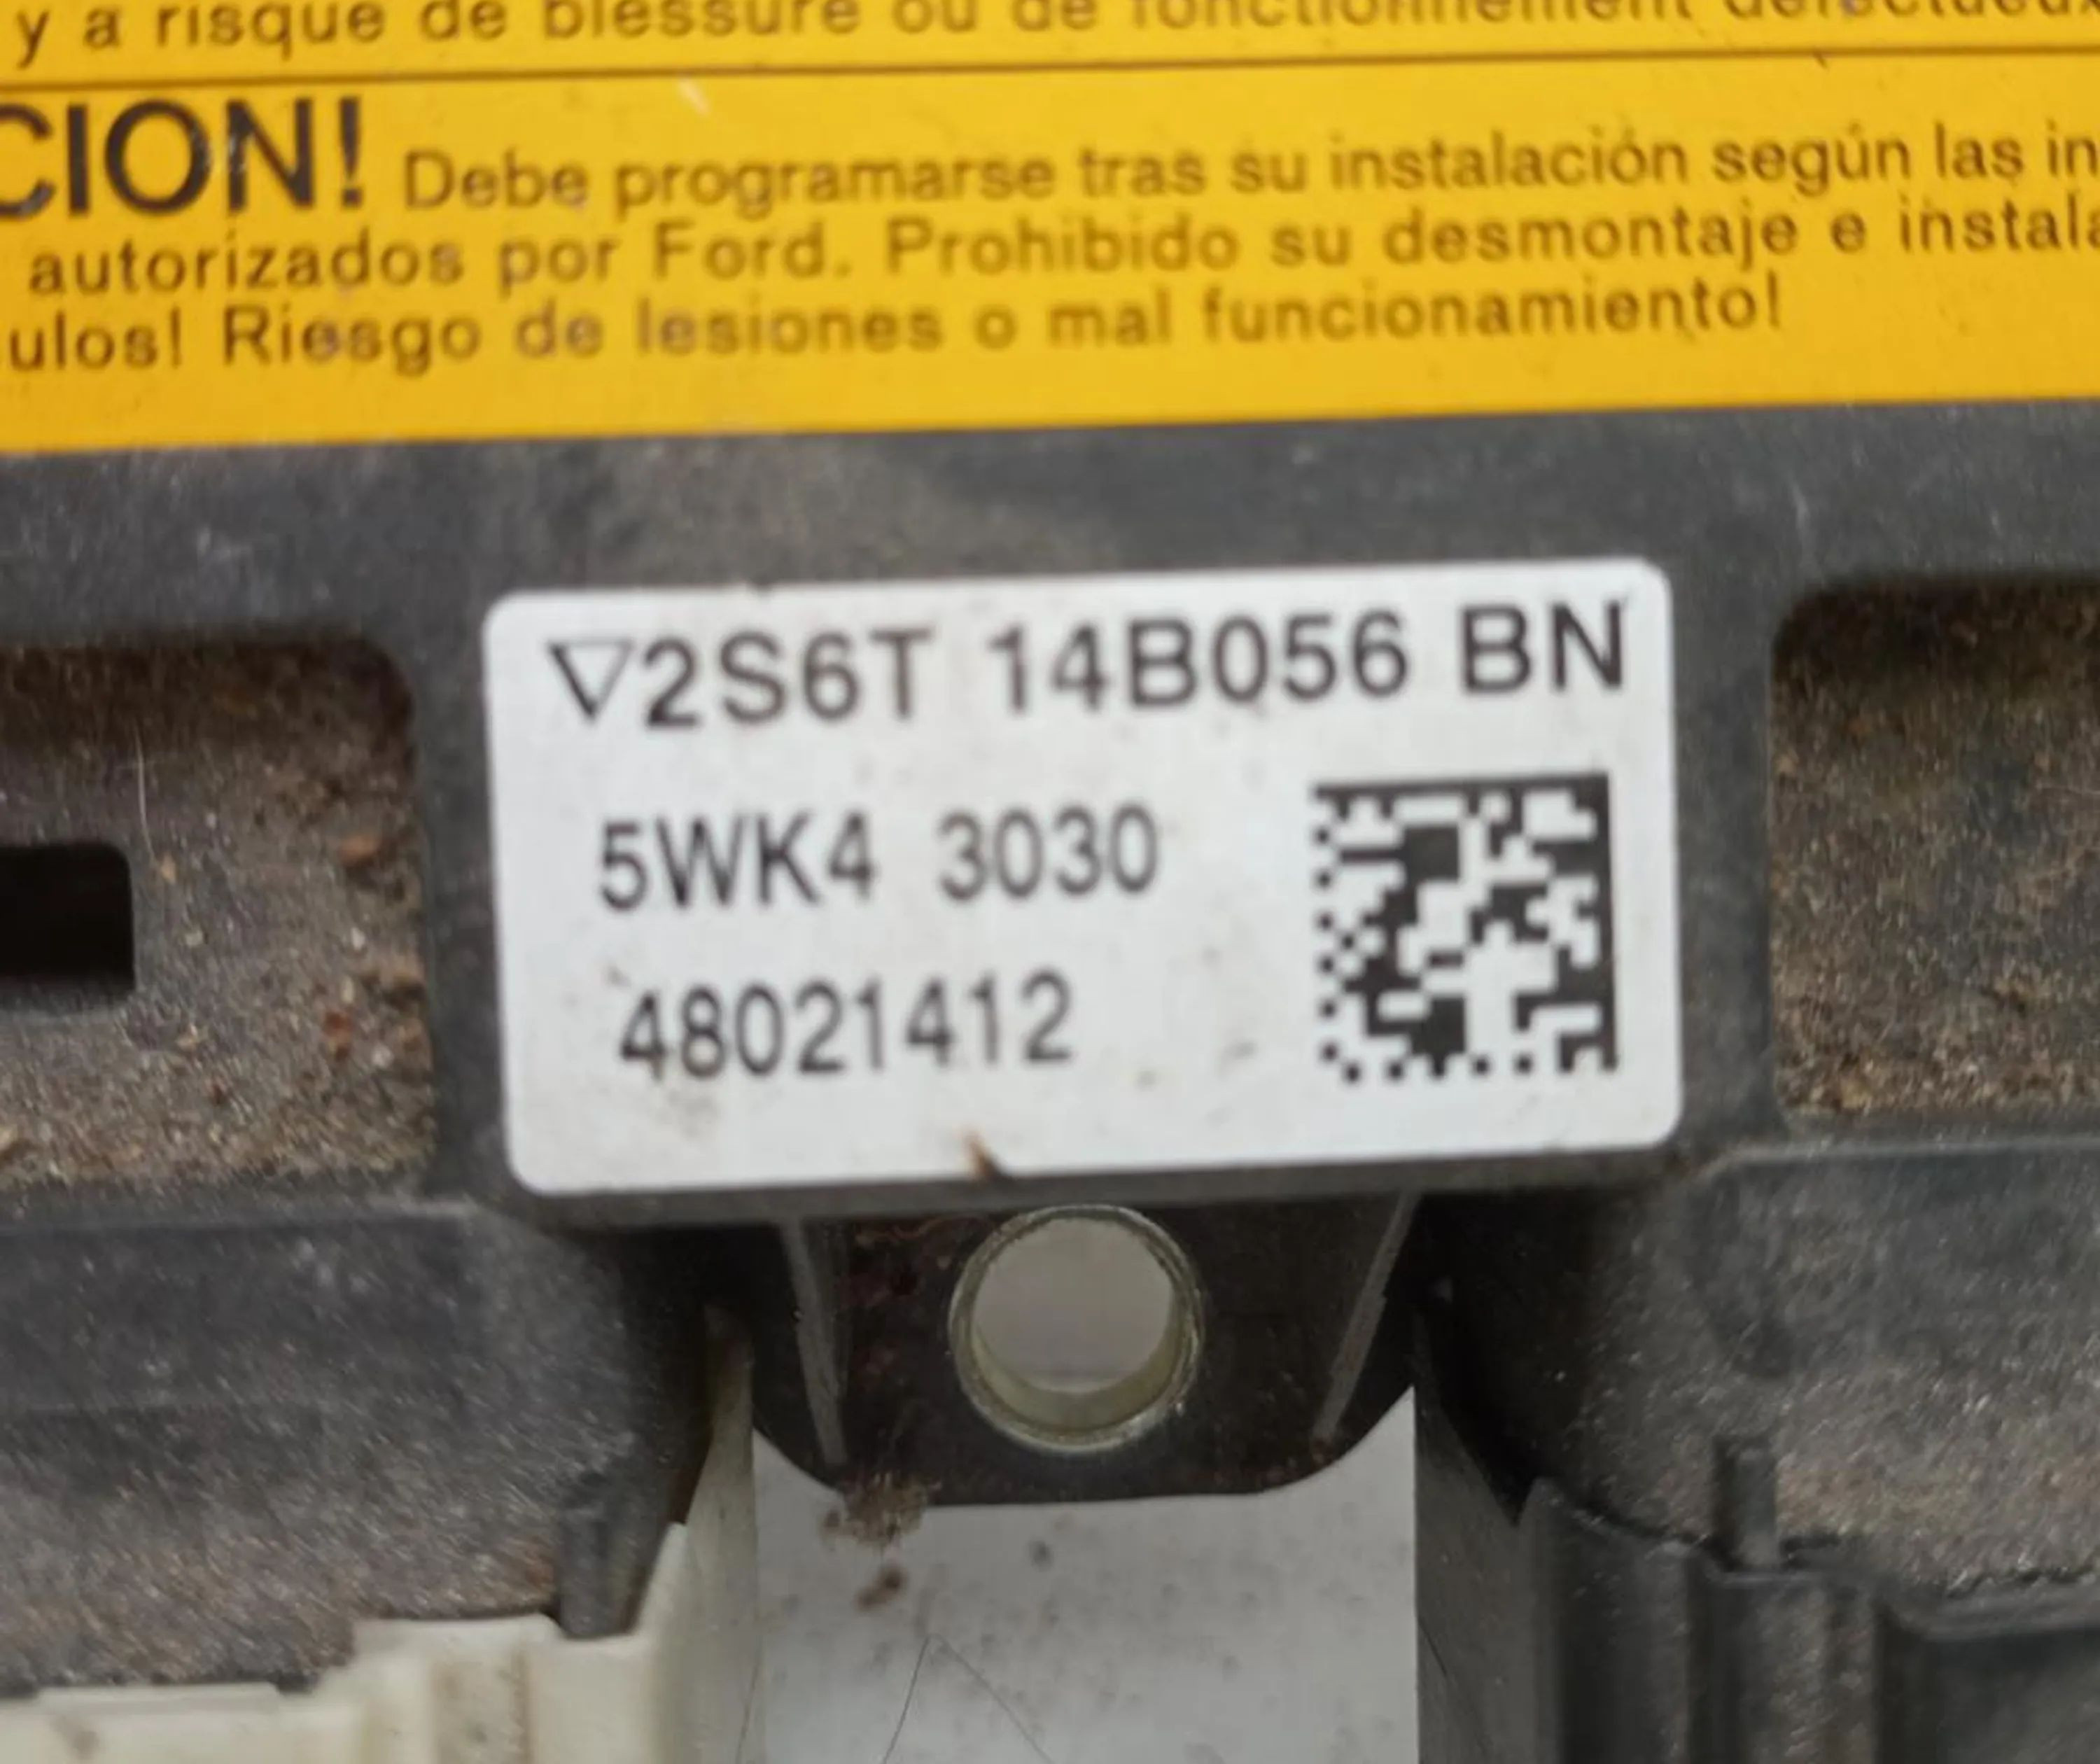 y a risque de blessure ou de fonctionnement défectueux
CION! Debe programarse tras su instalación según las in
autorizados por Ford. Prohibido su desmontaje e instala
ulos! Riesgo de lesiones o mal funcionamiento!
▽2S6T 14B056 BN
5WK4 3030
48021412